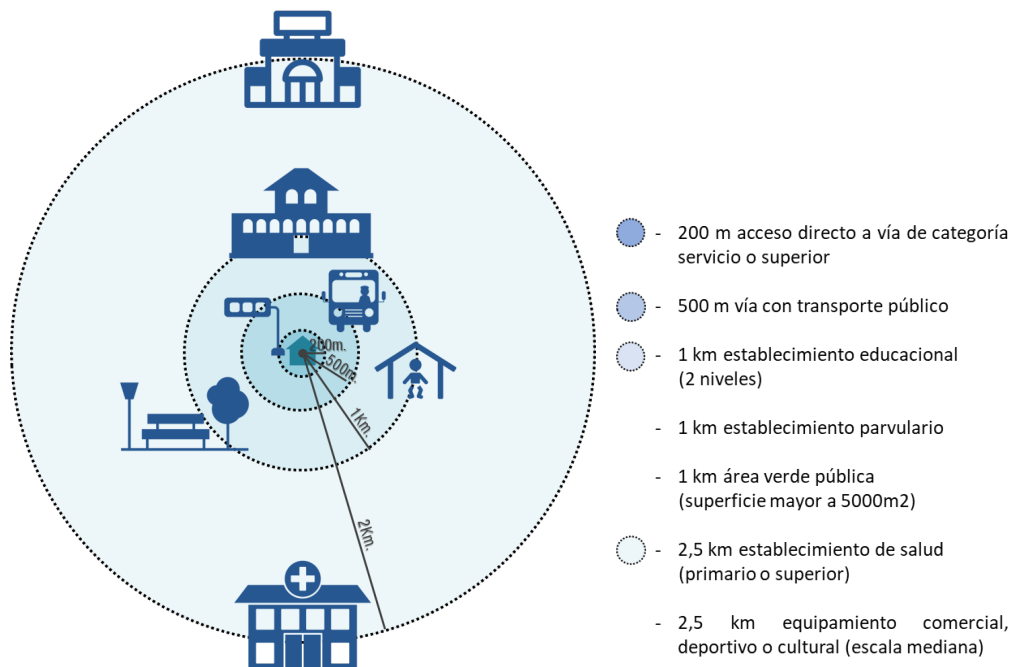 200m.
500m.
1Km.
2Km.
- 200 m acceso directo a vía de categoría
servicio o superior
- 500 m vía con transporte público
- 1 km establecimiento educacional
(2 niveles)
- 1 km establecimiento parvulario
- 1 km área verde pública
(superficie mayor a 5000m2)
- 2,5 km establecimiento de salud
(primario o superior)
- 2,5 km equipamiento comercial,
deportivo o cultural (escala mediana)